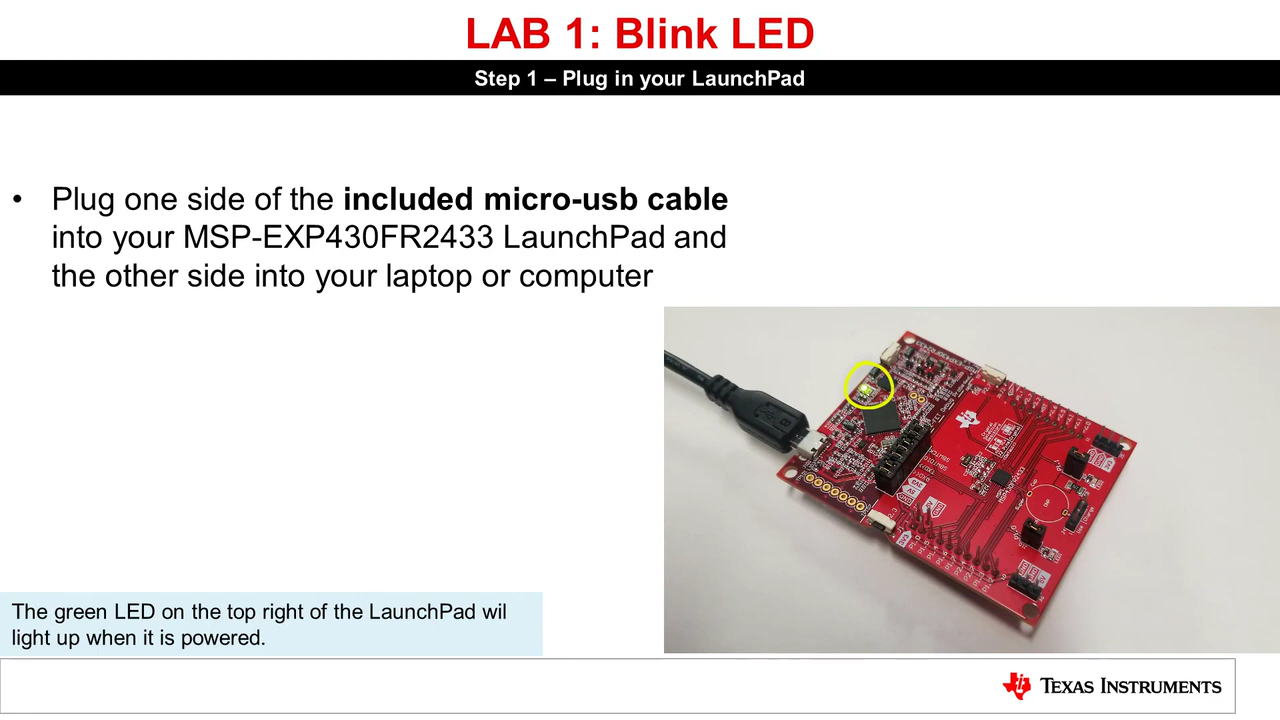 LAB 1: Blink LED
Step 1 – Plug in your LaunchPad
• Plug one side of the included micro-usb cable
into your MSP-EXP430FR2433 LaunchPad and
the other side into your laptop or computer
The green LED on the top right of the LaunchPad wil
light up when it is powered.
TEXAS INSTRUMENTS